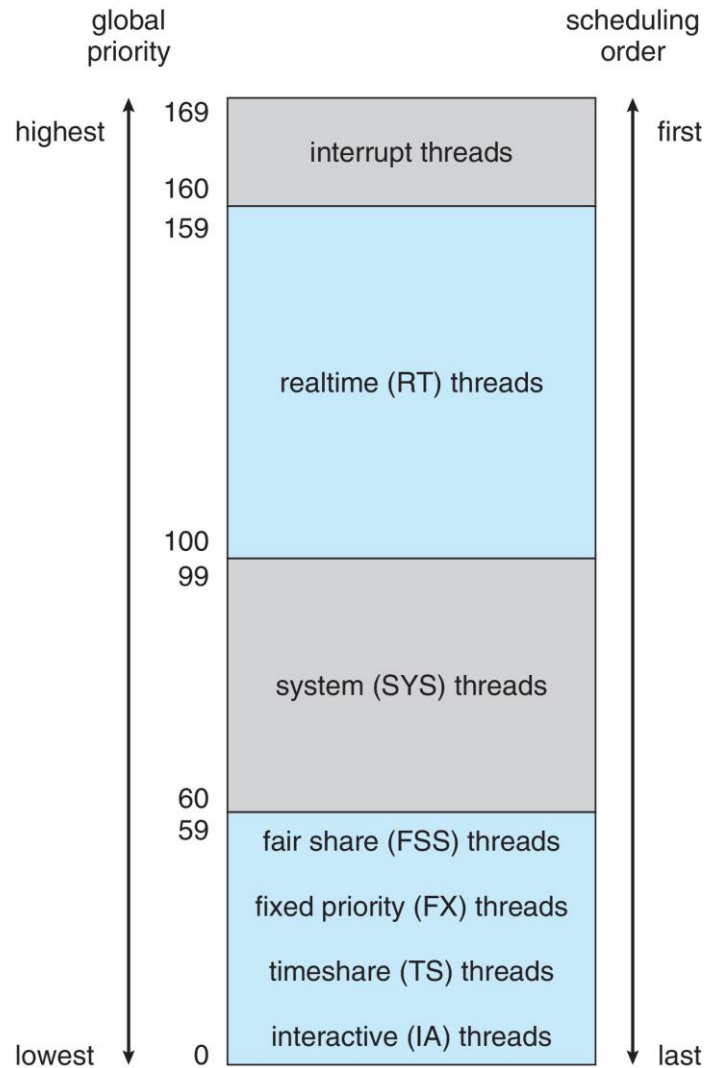 global
priority
scheduling
order
highest
169
first
interrupt threads
160
159
realtime (RT) threads
100
99
system (SYS) threads
60
59
fair share (FSS) threads
fixed priority (FX) threads
timeshare (TS) threads
interactive (IA) threads
lowest
0
last